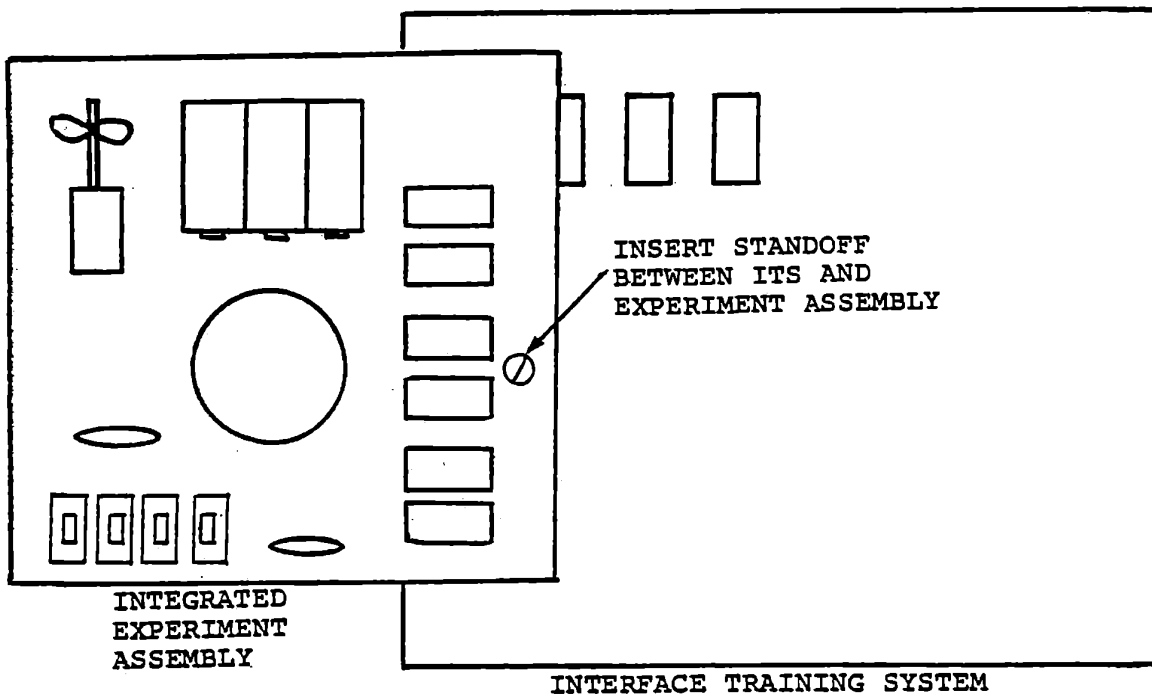 INSERT STANDOFF
BETWEEN ITS AND
EXPERIMENT ASSEMBLY
INTEGRATED
EXPERIMENT
ASSEMBLY
INTERFACE TRAINING SYSTEM